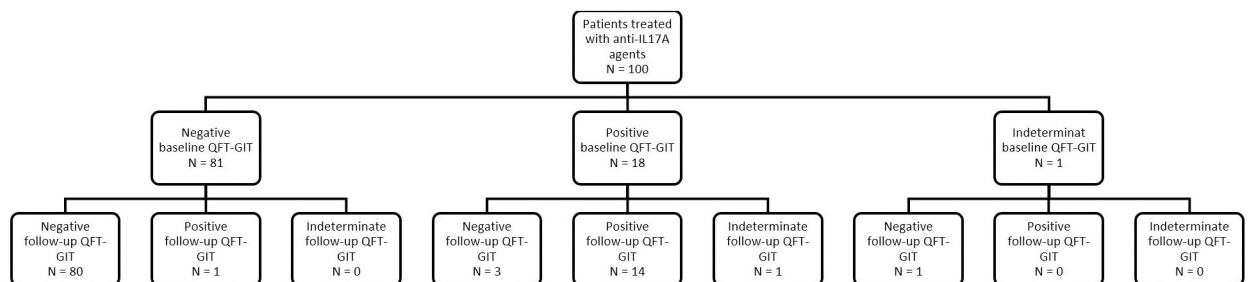 Patients treated
with anti-IL17A
agents
N = 100
Negative
baseline QFT-GIT
N = 81
Positive
baseline QFT-GIT
N = 18
Indeterminat
baseline QFT-GIT
N = 1
Negative
follow-up QFT-
GIT
N = 80
Positive
follow-up QFT-
GIT
N = 1
Indeterminate
follow-up QFT-
GIT
N = 0
Negative
follow-up QFT-
GIT
N = 3
Positive
follow-up QFT-
GIT
N = 14
Indeterminate
follow-up QFT-
GIT
N = 1
Negative
follow-up QFT-
GIT
N = 1
Positive
follow-up QFT-
GIT
N = 0
Indeterminate
follow-up QFT-
GIT
N = 0